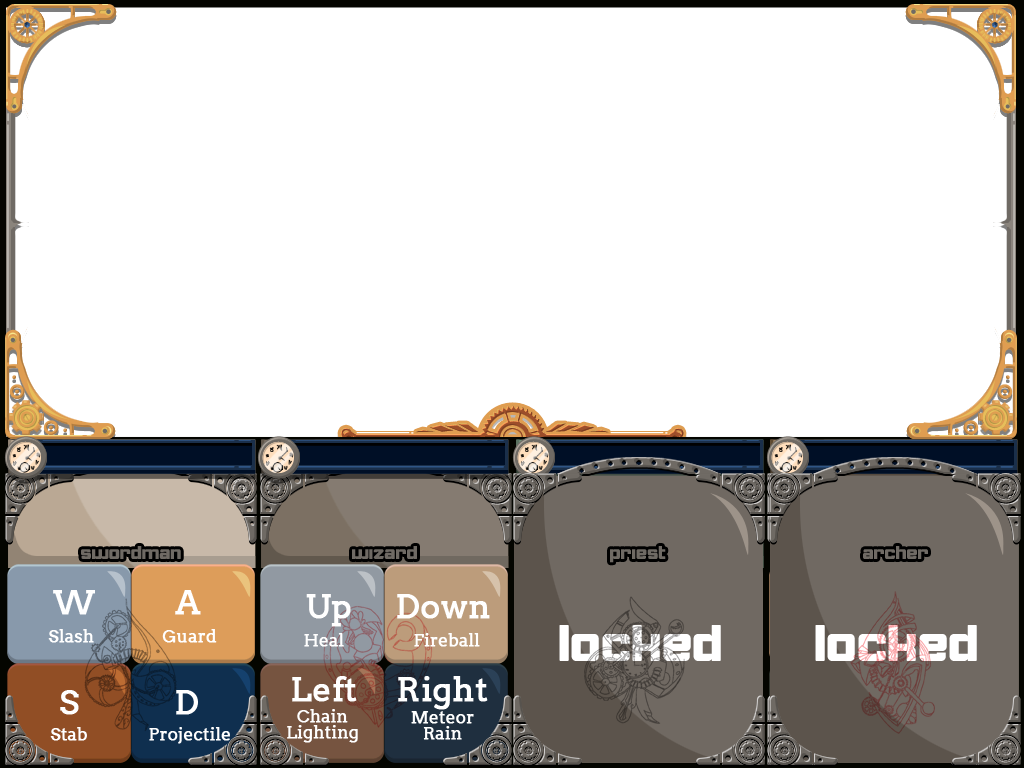 swordman
W
Slash
A
Guard
S
Stab
D
Projectile
wizard
Up
Heal
Down
Fireball
Left
Chain
Lighting
Right
Meteor
Rain
priest
locked
archer
locked